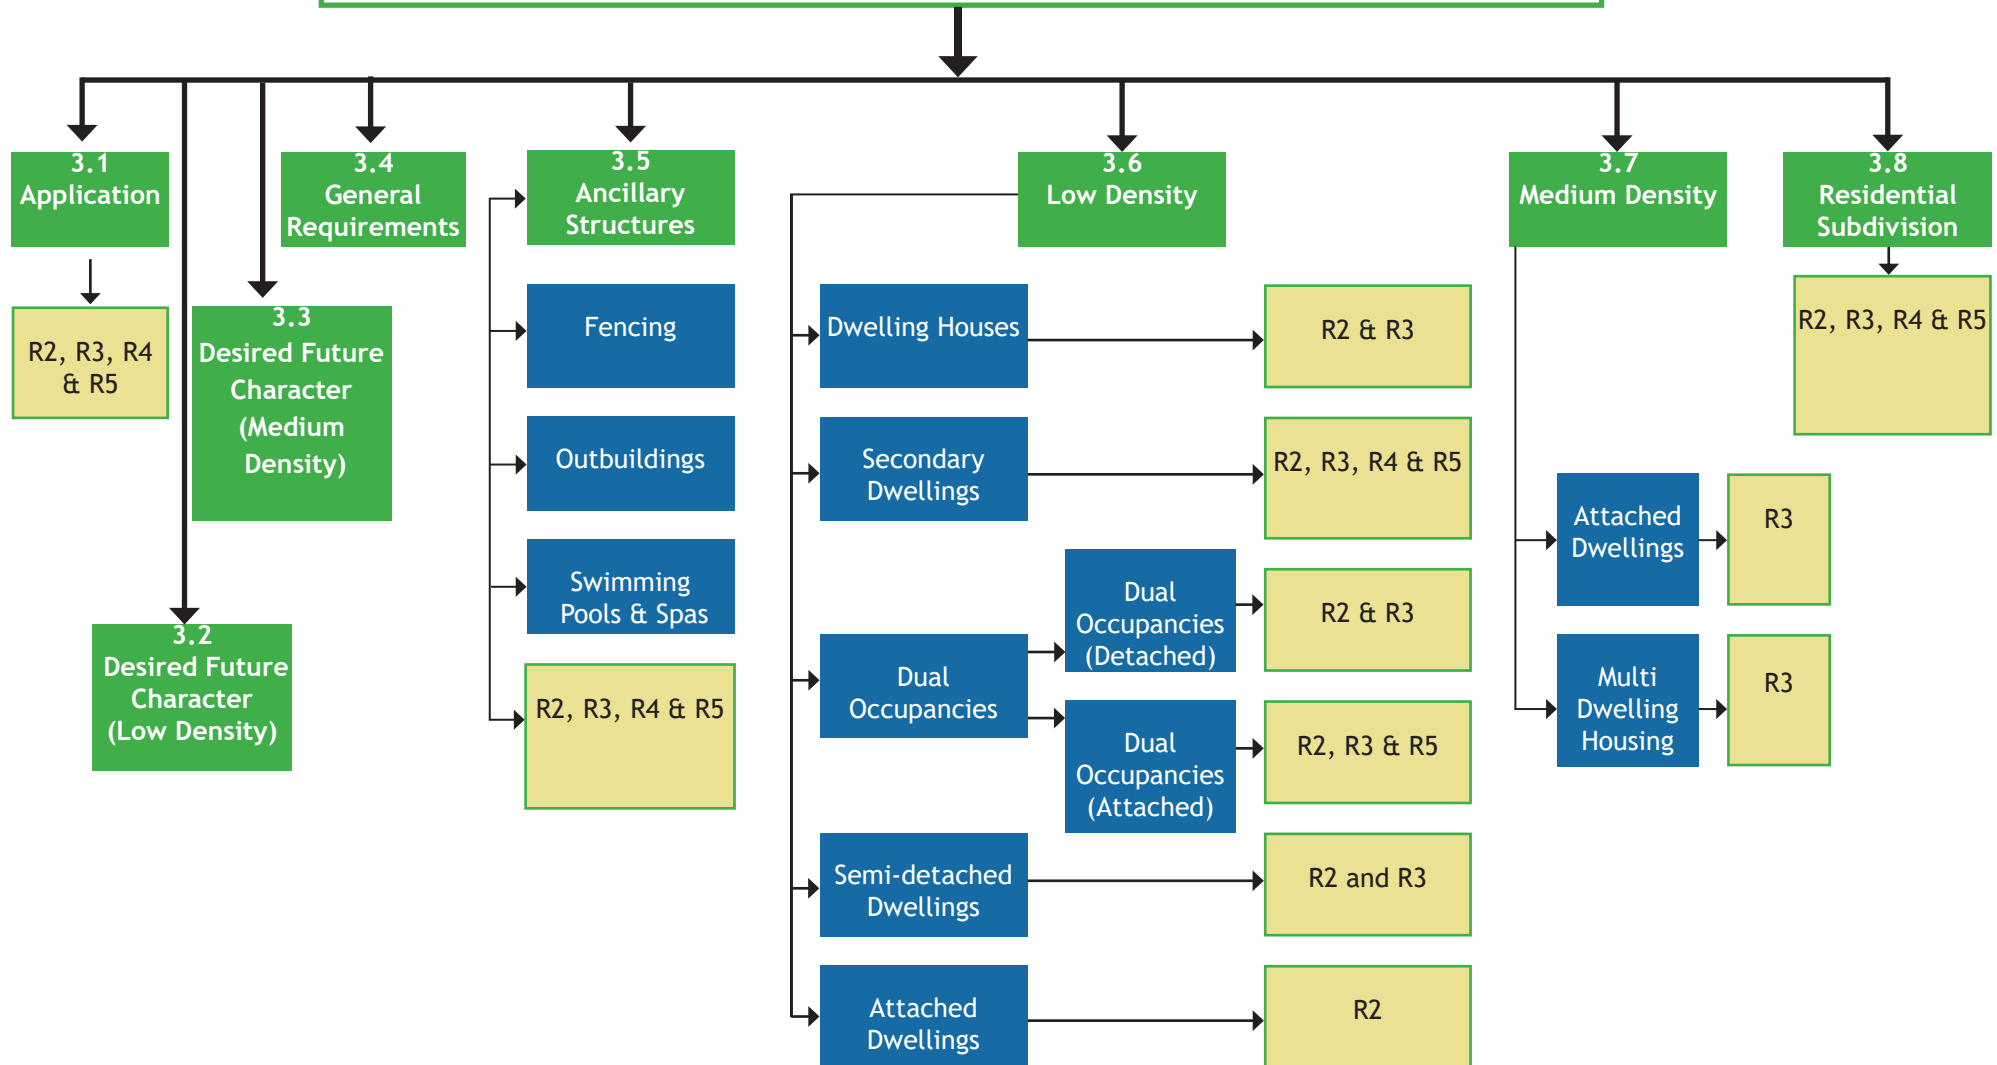 3.1
Application
R2, R3, R4
& R5
3.2
Desired Future
Character
(Low Density)
3.3
Desired Future
Character
(Medium
Density)
3.4
General
Requirements
3.5
Ancillary
Structures
Fencing
Outbuildings
Swimming
Pools & Spas
R2, R3, R4 & R5
3.6
Low Density
Dwelling Houses
R2 & R3
Secondary
Dwellings
R2, R3, R4 & R5
Dual
Occupancies
Dual
Occupancies
(Detached)
R2 & R3
Dual
Occupancies
(Attached)
R2, R3 & R5
Semi-detached
Dwellings
R2 and R3
Attached
Dwellings
R2
3.7
Medium Density
Attached
Dwellings
R3
Multi
Dwelling
Housing
R3
3.8
Residential
Subdivision
R2, R3, R4 & R5